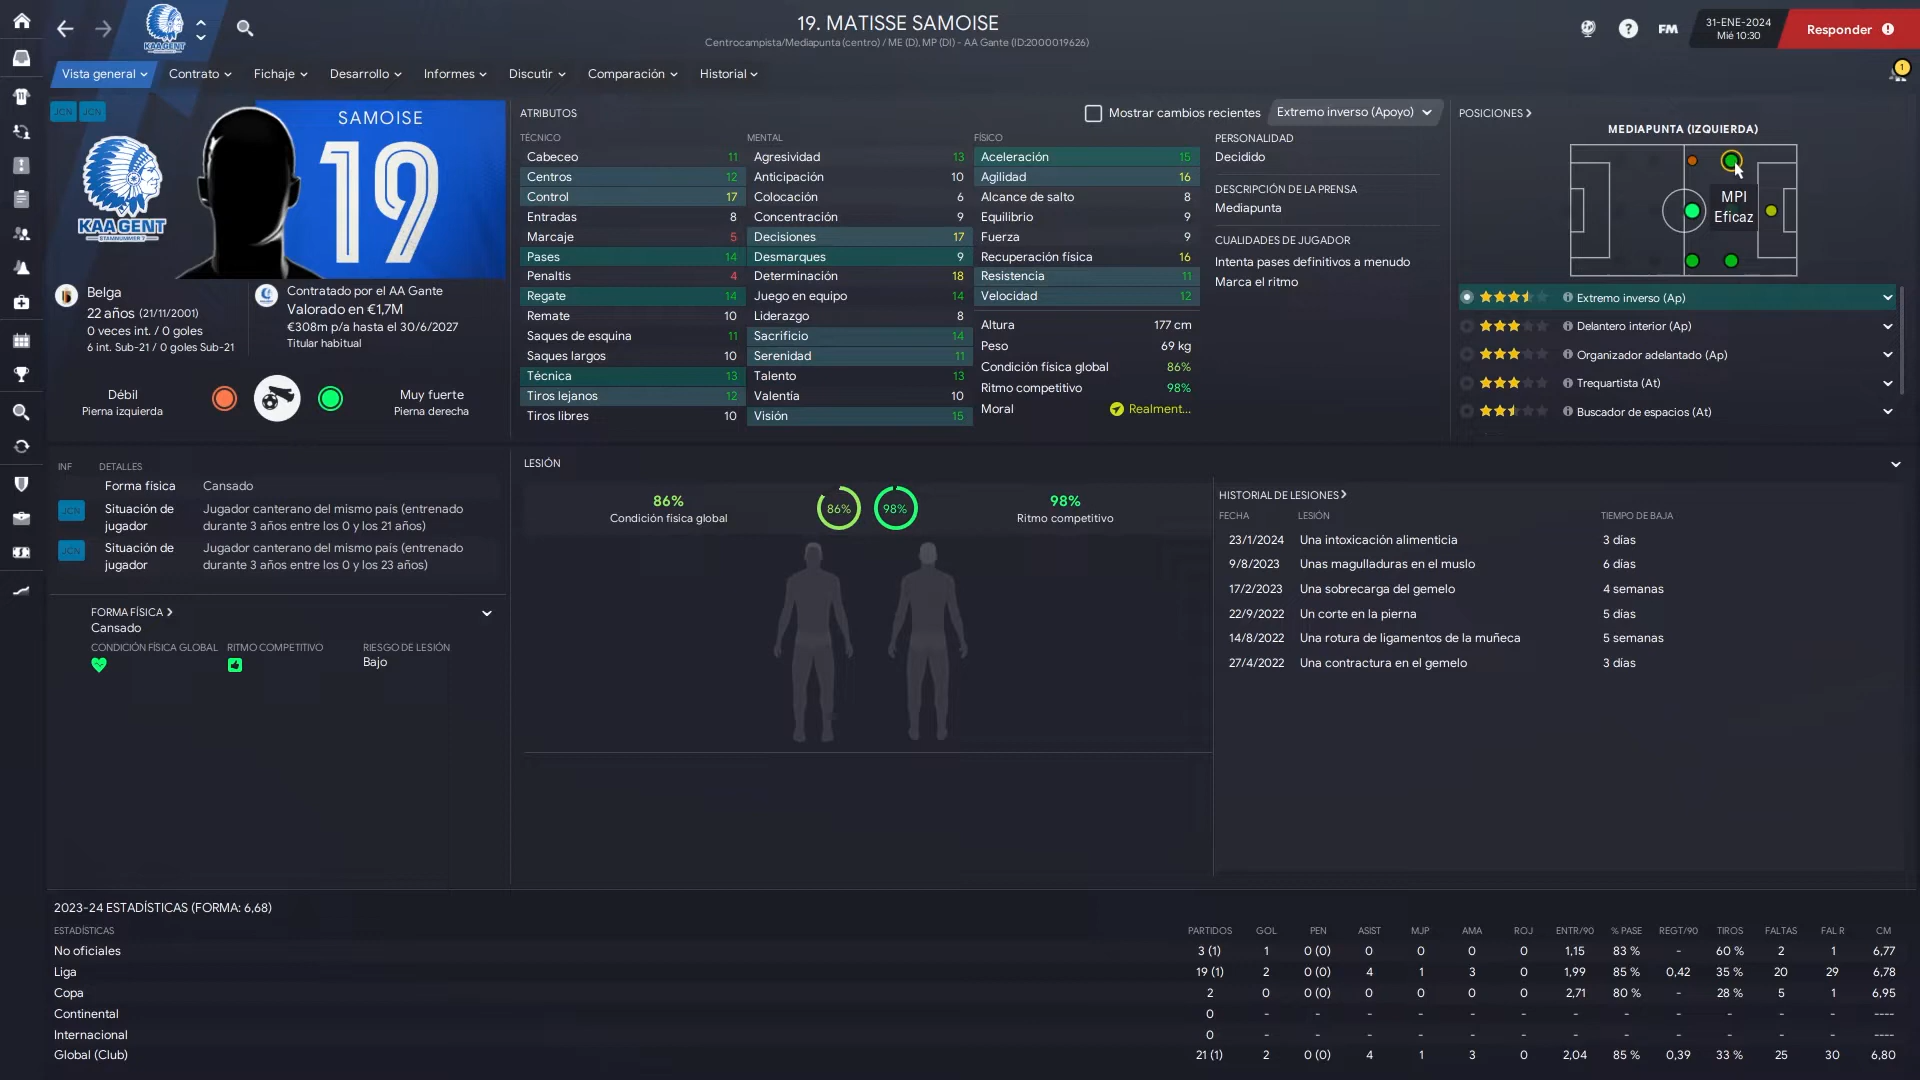 19. MATISSE SAMOISE
Centrocampista/Mediapunta (centro) / ME (D), MP (DI) - AA Gante (ID:2000019626)
KAA GENT
FM
31-ENE-2024
Mié 10:30
Responder
Vista general
Contrato
Fichaje
Desarrollo
Informes
Discutir
Comparación
Historial
1
JCN JCN
SAMOISE
19
KAA GENT
STAMNUMMER 7
Belga
22 años (21/11/2001)
0 veces int. / 0 goles
6 int. Sub-21 / 0 goles Sub-21
Contratado por el AA Gante
Valorado en €1,7M
€308m p/a hasta el 30/6/2027
Titular habitual
Débil
Pierna izquierda
Muy fuerte
Pierna derecha
ATRIBUTOS
Mostrar cambios recientes
Extremo inverso (Apoyo)
TÉCNICO
Cabeceo 11
Centros 12
Control 17
Entradas 8
Marcaje 5
Pases 14
Penaltis 4
Regate 14
Remate 10
Saques de esquina 11
Saques largos 10
Técnica 13
Tiros lejanos 12
Tiros libres 10
MENTAL
Agresividad 13
Anticipación 10
Colocación 6
Concentración 9
Decisiones 17
Desmarques 9
Determinación 18
Juego en equipo 14
Liderazgo 8
Sacrificio 14
Serenidad 11
Talento 13
Valentía 10
Visión 15
FÍSICO
Aceleración 15
Agilidad 16
Alcance de salto 8
Equilibrio 9
Fuerza 9
Recuperación física 16
Resistencia 11
Velocidad 12
Altura 177 cm
Peso 69 kg
Condición física global 86%
Ritmo competitivo 98%
Moral Realment...
PERSONALIDAD
Decidido
DESCRIPCIÓN DE LA PRENSA
Mediapunta
CUALIDADES DE JUGADOR
Intenta pases definitivos a menudo
Marca el ritmo
POSICIONES
MEDIAPUNTA (IZQUIERDA)
MPI
Eficaz
Extremo inverso (Ap)
Delantero interior (Ap)
Organizador adelantado (Ap)
Trequartista (At)
Buscador de espacios (At)
INF DETALLES
Forma física Cansado
JCN
Situación de jugador
Jugador canterano del mismo país (entrenado
durante 3 años entre los 0 y los 21 años)
JCN
Situación de jugador
Jugador canterano del mismo país (entrenado
durante 3 años entre los 0 y los 23 años)
FORMA FÍSICA
Cansado
CONDICIÓN FÍSICA GLOBAL
RITMO COMPETITIVO
RIESGO DE LESIÓN
Bajo
LESIÓN
86%
Condición física global
86%
98%
98%
Ritmo competitivo
HISTORIAL DE LESIONES
FECHA LESIÓN TIEMPO DE BAJA
23/1/2024 Una intoxicación alimenticia 3 días
9/8/2023 Unas magulladuras en el muslo 6 días
17/2/2023 Una sobrecarga del gemelo 4 semanas
22/9/2022 Un corte en la pierna 5 días
14/8/2022 Una rotura de ligamentos de la muñeca 5 semanas
27/4/2022 Una contractura en el gemelo 3 días
2023-24 ESTADÍSTICAS (FORMA: 6,68)
ESTADÍSTICAS PARTIDOS GOL PEN ASIST MJP AMA ROJ ENTR/90 % PASE REGT/90 TIROS FALTAS FAL R CM
No oficiales 3 (1) 1 0 (0) 0 0 0 0 1,15 83 % - 60 % 2 1 6,77
Liga 19 (1) 2 0 (0) 4 1 3 0 1,99 85 % 0,42 35 % 20 29 6,78
Copa 2 0 0 (0) 0 0 0 0 2,71 80 % - 28 % 5 1 6,95
Continental 0 - - - - - - - - - - - - ----
Internacional 0 - - - - - - - - - - - - ----
Global (Club) 21 (1) 2 0 (0) 4 1 3 0 2,04 85 % 0,39 33 % 25 30 6,80